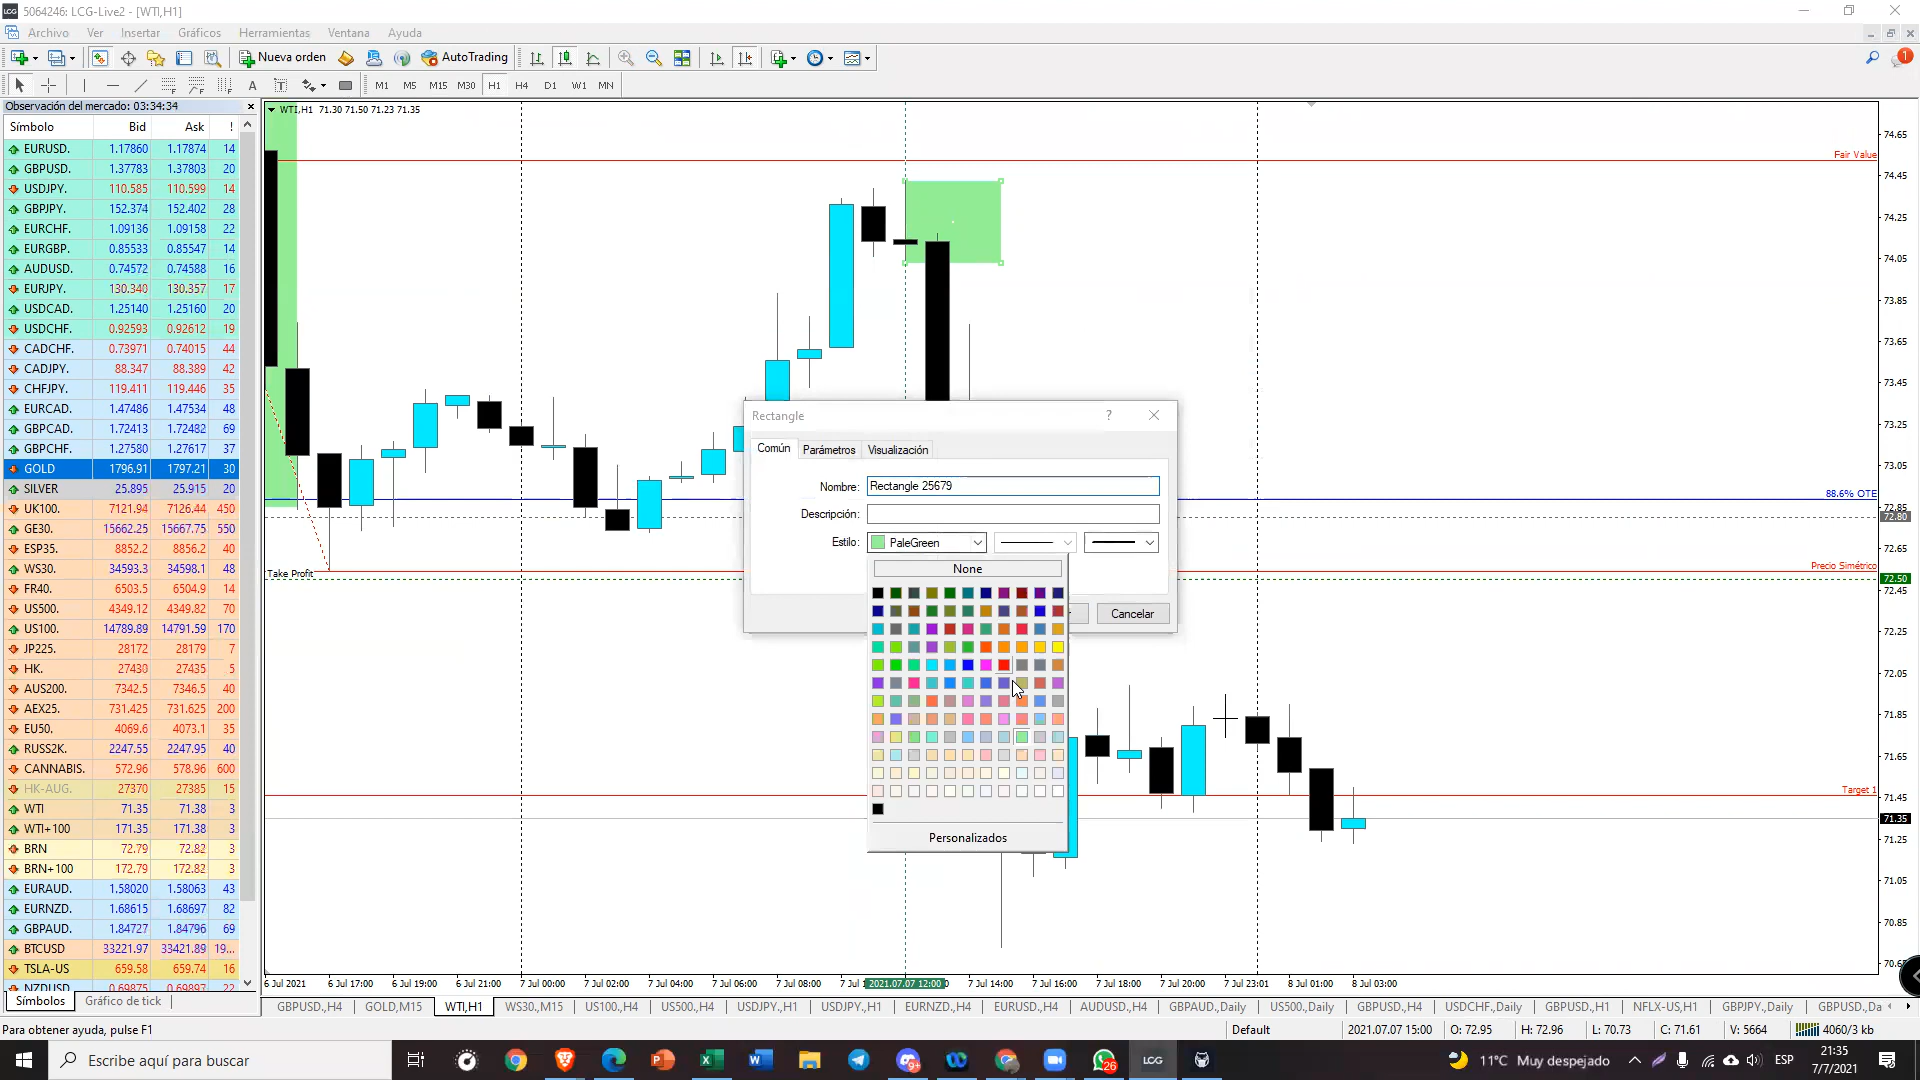 5064246: LCG-Live2 - [WTI,H1]
Archivo Ver Insertar Gráficos Herramientas Ventana Ayuda
Nueva orden AutoTrading 1
A T M1 M5 M15 M30 H1 H4 D1 W1 MN
Observación del mercado: 03:34:34
Símbolo Bid Ask !
EURUSD. 1.17860 1.17874 14
GBPUSD. 1.37783 1.37803 20
USDJPY. 110.585 110.599 14
GBPJPY. 152.374 152.402 28
EURCHF. 1.09136 1.09158 22
EURGBP. 0.85533 0.85547 14
AUDUSD. 0.74572 0.74588 16
EURJPY. 130.340 130.357 17
USDCAD. 1.25140 1.25160 20
USDCHF. 0.92593 0.92612 19
CADCHF. 0.73971 0.74015 44
CADJPY. 88.347 88.389 42
CHFJPY. 119.411 119.446 35
EURCAD. 1.47486 1.47534 48
GBPCAD. 1.72413 1.72482 69
GBPCHF. 1.27580 1.27617 37
GOLD 1796.91 1797.21 30
SILVER 25.895 25.915 20
UK100. 7121.94 7126.44 450
GE30. 15662.25 15667.75 550
ESP35. 8852.2 8856.2 40
WS30. 34593.3 34598.1 48
FR40. 6503.5 6504.9 14
US500. 4349.12 4349.82 70
US100. 14789.89 14791.59 170
JP225. 28172 28179 7
HK. 27430 27435 5
AUS200. 7342.5 7346.5 40
AEX25. 731.425 731.625 200
EU50. 4069.6 4073.1 35
RUSS2K. 2247.55 2247.95 40
CANNABIS. 572.96 578.96 600
HK-AUG. 27370 27385 15
WTI 71.35 71.38 3
WTI+100 171.35 171.38 3
BRN 72.79 72.82 3
BRN+100 172.79 172.82 3
EURAUD. 1.58020 1.58063 43
EURNZD. 1.68615 1.68697 82
GBPAUD. 1.84727 1.84796 69
BTCUSD 33221.97 33421.89 19...
TSLA-US 659.58 659.74 16
NZDUSD 0.69875 0.69897 22
Símbolos Gráfico de tick
WTI,H1 71.30 71.50 71.23 71.35
Fair Value
88.6% OTE
Take Profit
Precio Simétrico
Target 1
74.65
74.45
74.25
74.05
73.85
73.65
73.45
73.25
73.05
72.85
72.80
72.65
72.50
72.45
72.25
72.05
71.85
71.65
71.45
71.35
71.25
71.05
70.85
Rectangle ?
Común Parámetros Visualización
Nombre: Rectangle 25679
Descripción:
Estilo: PaleGreen
None
Cancelar
Personalizados
6 Jul 2021 6 Jul 17:00 6 Jul 19:00 6 Jul 21:00 7 Jul 00:00 7 Jul 02:00 7 Jul 04:00 7 Jul 06:00 7 Jul 08:00 2021.07.07 12:00 7 Jul 14:00 7 Jul 16:00 7 Jul 18:00 7 Jul 20:00 7 Jul 23:01 8 Jul 01:00 8 Jul 03:00
GBPUSD.,H4 GOLD,M15 WTI,H1 WS30.,M15 US100.,H4 US500.,H4 USDJPY.,H1 USDJPY.,H1 EURNZD.,H4 EURUSD.,H4 AUDUSD.,H4 GBPAUD.,Daily US500.,Daily GBPUSD.,H4 USDCHF.,Daily GBPUSD.,H1 NFLX-US,H1 GBPJPY.,Daily GBPUSD.,Da
Para obtener ayuda, pulse F1 Default 2021.07.07 15:00 O: 72.95 H: 72.96 L: 70.73 C: 71.61 V: 5664 4060/3 kb
Escribe aquí para buscar 9+ LCG 26 11°C Muy despejado ESP 21:35
7/7/2021